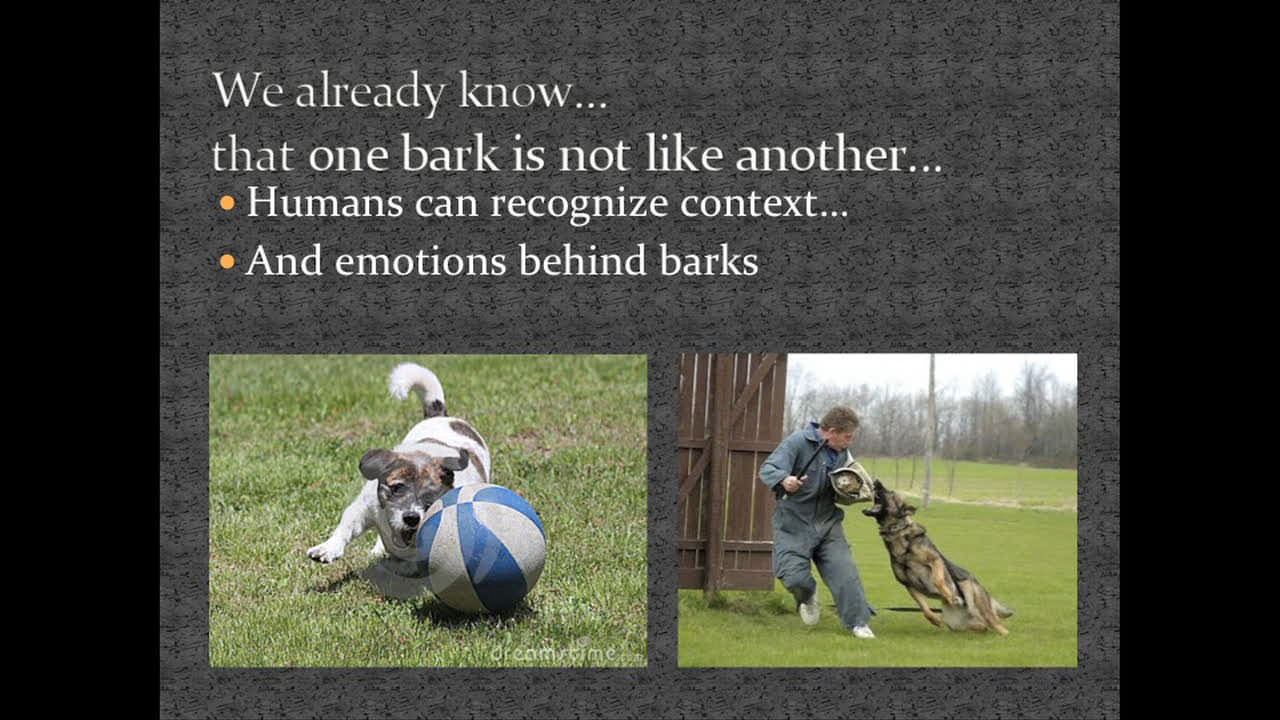 We already know...
that one bark is not like another...
Humans can recognize context...
And emotions behind barks
dreamstime